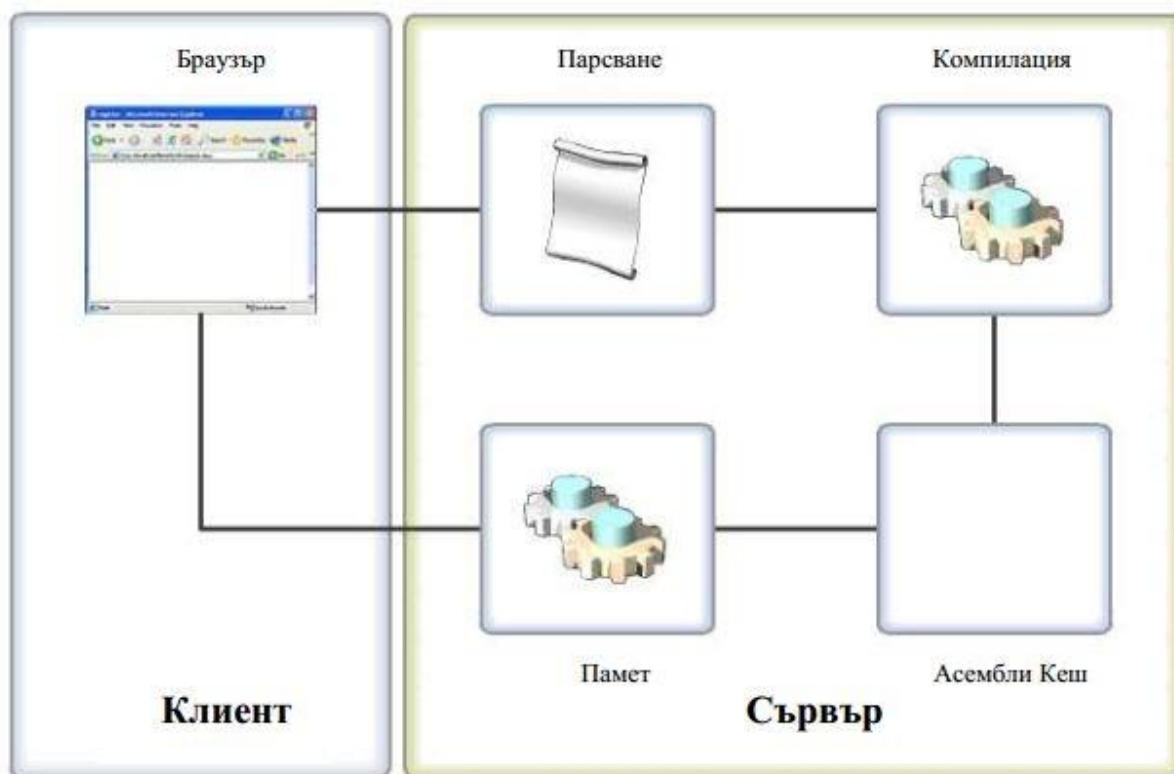 Браузър
Парсване
Компилация
Памет
Асембли Кеш
Клиент
Сървър